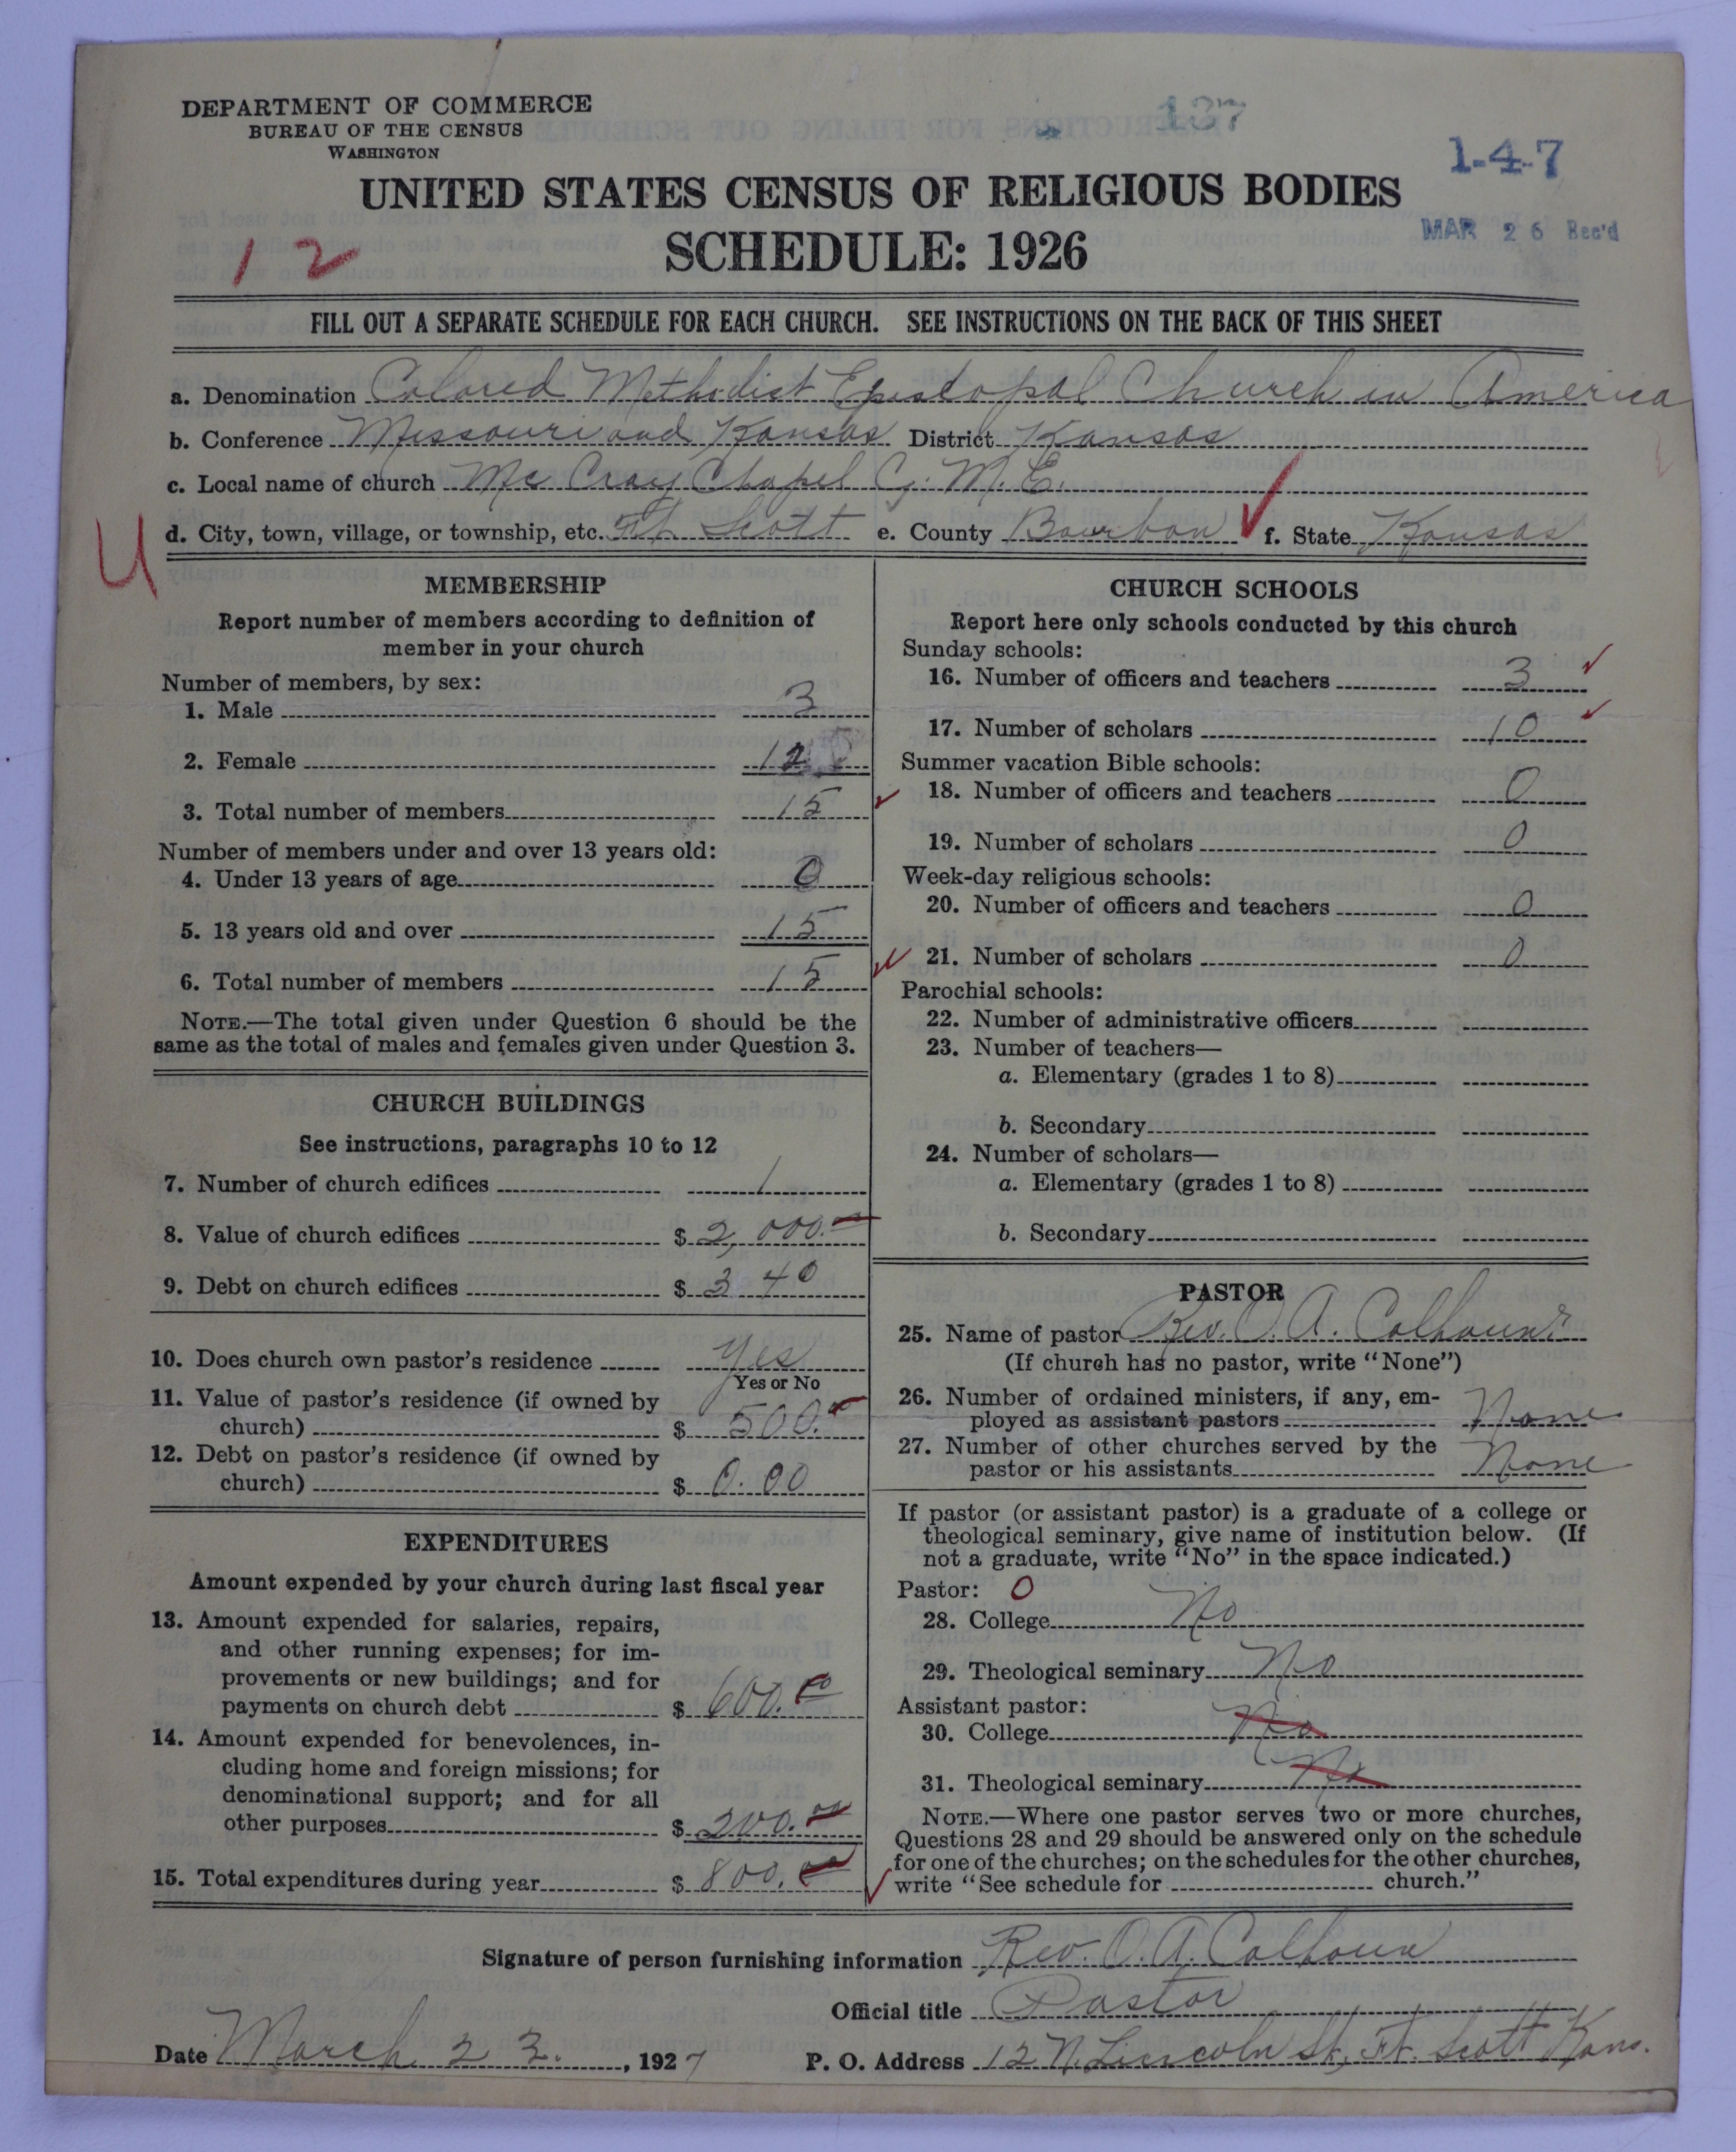 DEPARTMENT OF COMMERCE
BUREAU OF THE CENSUS
WASHINGTON
137
1-4-7
UNITED STATES CENSUS OF RELIGIOUS BODIES
MAR 26 Rec'd
SCHEDULE: 1926
12
FILL OUT A SEPARATE SCHEDULE FOR EACH CHURCH. SEE INSTRUCTIONS ON THE BACK OF THIS SHEET
a. Denomination Colored Methodist Episcopal Church in America
b. Conference Missouri and Kansas District Kansas
c. Local name of church Mc Cray Chapel C. M. E.
U d. City, town, village, or township, etc. Ft. Scott e. County Bourbon f. State Kansas
MEMBERSHIP
Report number of members according to definition of
member in your church
Number of members, by sex:
1. Male 3
2. Female 12
3. Total number of members 15
Number of members under and over 13 years old:
4. Under 13 years of age 0
5. 13 years old and over 15
6. Total number of members 15
NOTE.—The total given under Question 6 should be the
same as the total of males and females given under Question 3.
CHURCH BUILDINGS
See instructions, paragraphs 10 to 12
7. Number of church edifices 1
8. Value of church edifices $ 2,000.
9. Debt on church edifices $ 340
10. Does church own pastor's residence Yes
Yes or No
11. Value of pastor's residence (if owned by
church) $ 500.
12. Debt on pastor's residence (if owned by
church) $ 0.00
EXPENDITURES
Amount expended by your church during last fiscal year
13. Amount expended for salaries, repairs,
and other running expenses; for im-
provements or new buildings; and for
payments on church debt $ 600.00
14. Amount expended for benevolences, in-
cluding home and foreign missions; for
denominational support; and for all
other purposes $ 200.00
15. Total expenditures during year $ 800.00
CHURCH SCHOOLS
Report here only schools conducted by this church
Sunday schools:
16. Number of officers and teachers 3
17. Number of scholars 10
Summer vacation Bible schools:
18. Number of officers and teachers 0
19. Number of scholars 0
Week-day religious schools:
20. Number of officers and teachers 0
21. Number of scholars 0
Parochial schools:
22. Number of administrative officers
23. Number of teachers—
a. Elementary (grades 1 to 8)
b. Secondary
24. Number of scholars—
a. Elementary (grades 1 to 8)
b. Secondary
PASTOR
25. Name of pastor Rev. O. A. Calhoun
(If church has no pastor, write "None")
26. Number of ordained ministers, if any, em-
ployed as assistant pastors None
27. Number of other churches served by the
pastor or his assistants None
If pastor (or assistant pastor) is a graduate of a college or
theological seminary, give name of institution below. (If
not a graduate, write "No" in the space indicated.)
Pastor: 0
28. College No
29. Theological seminary No
Assistant pastor:
30. College No
31. Theological seminary No
NOTE.—Where one pastor serves two or more churches,
Questions 28 and 29 should be answered only on the schedule
for one of the churches; on the schedules for the other churches,
write "See schedule for church."
Signature of person furnishing information Rev. O. A. Calhoun
Official title Pastor
Date March 23. , 1927 P. O. Address 12 N. Lincoln St., Ft. Scott Kans.